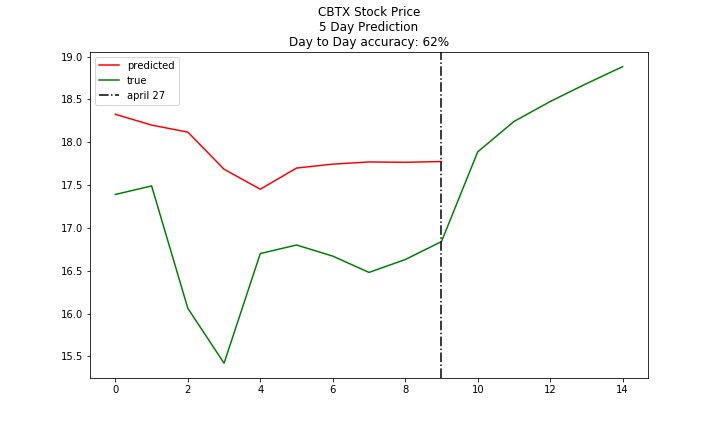 CBTX Stock Price
5 Day Prediction
Day to Day accuracy: 62%
predicted
true
april 27
19.0
18.5
18.0
17.5
17.0
16.5
16.0
15.5
0 2 4 6 8 10 12 14